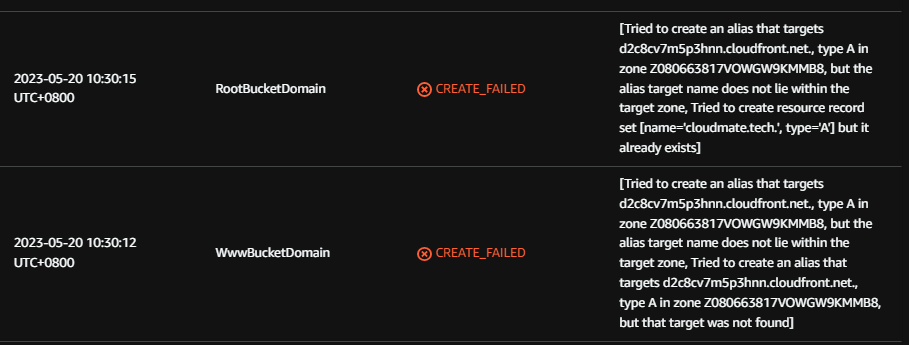 2023-05-20 10:30:15
UTC+0800
RootBucketDomain
CREATE_FAILED
[Tried to create an alias that targets
d2c8cv7m5p3hnn.cloudfront.net., type A in
zone Z080663817VOWGW9KMMB8, but the
alias target name does not lie within the
target zone, Tried to create resource record
set [name='cloudmate.tech.', type='A'] but it
already exists]
2023-05-20 10:30:12
UTC+0800
WwwBucketDomain
CREATE_FAILED
[Tried to create an alias that targets
d2c8cv7m5p3hnn.cloudfront.net., type A in
zone Z080663817VOWGW9KMMB8, but the
alias target name does not lie within the
target zone, Tried to create an alias that
targets d2c8cv7m5p3hnn.cloudfront.net.,
type A in zone Z080663817VOWGW9KMMB8,
but that target was not found]